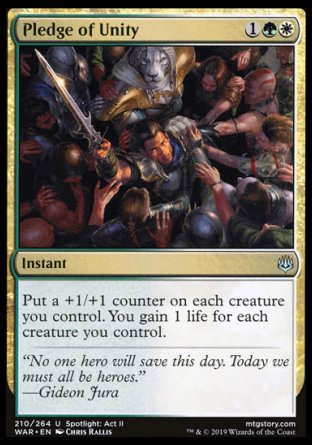 Pledge of Unity 1
Instant
Put a +1/+1 counter on each creature
you control. You gain 1 life for each
creature you control.
"No one hero will save this day. Today we
must all be heroes."
—Gideon Jura
210/264 U Spotlight: Act II
mtgstory.com
WAR • EN Chris Rallis
™ & © 2019 Wizards of the Coast